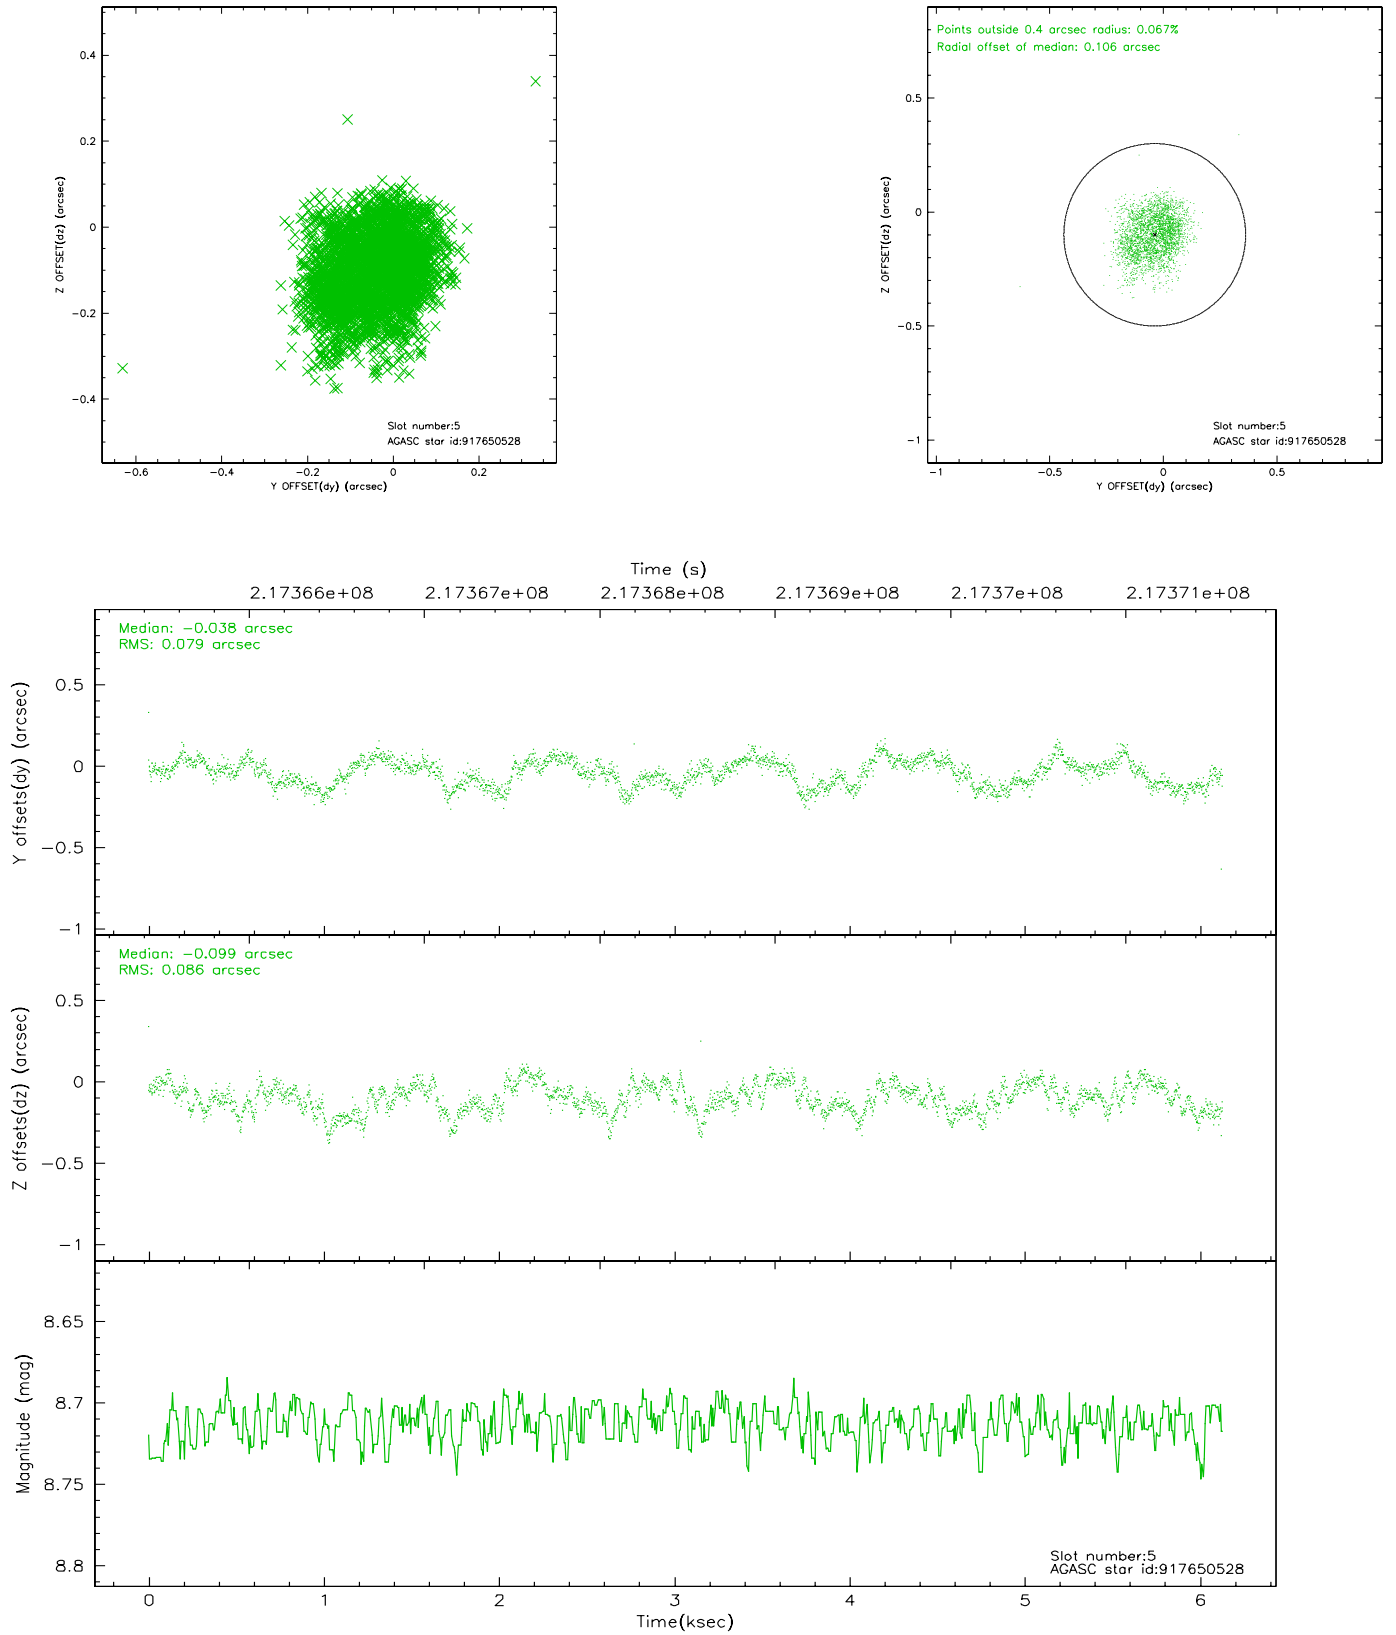 0.4
0.2
0
−0.2
−0.4
Z OFFSET(dz) (arcsec)
Slot number:5
AGASC star id:917650528
−0.6 −0.4 −0.2 0 0.2
Y OFFSET(dy) (arcsec)
Points outside 0.4 arcsec radius: 0.067%
Radial offset of median: 0.106 arcsec
0.5
0
−0.5
−1
Z OFFSET(dz) (arcsec)
Slot number:5
AGASC star id:917650528
−1 −0.5 0 0.5
Y OFFSET(dy) (arcsec)
Time (s)
2.17366e+08 2.17367e+08 2.17368e+08 2.17369e+08 2.1737e+08 2.17371e+08
Median: −0.038 arcsec
RMS: 0.079 arcsec
0.5
0
−0.5
−1
Y offsets(dy) (arcsec)
Median: −0.099 arcsec
RMS: 0.086 arcsec
0.5
0
−0.5
−1
Z offsets(dz) (arcsec)
8.65
8.7
8.75
8.8
Magnitude (mag)
Slot number:5
AGASC star id:917650528
0 1 2 3 4 5 6
Time(ksec)